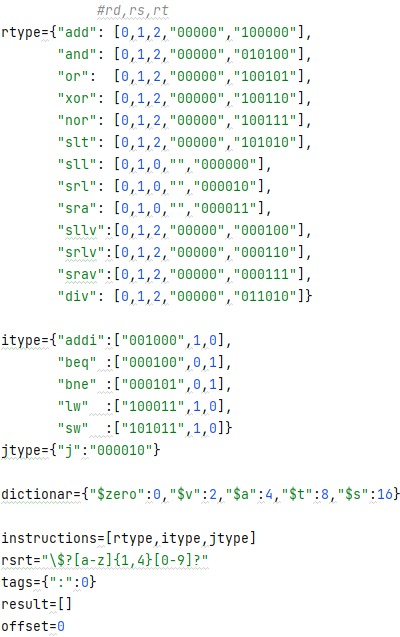 #rd,rs,rt
rtype={"add": [0,1,2,"00000","100000"],
"and": [0,1,2,"00000","010100"],
"or":  [0,1,2,"00000","100101"],
"xor": [0,1,2,"00000","100110"],
"nor": [0,1,2,"00000","100111"],
"slt": [0,1,2,"00000","101010"],
"sll": [0,1,0,"","000000"],
"srl": [0,1,0,"","000010"],
"sra": [0,1,0,"","000011"],
"sllv":[0,1,2,"00000","000100"],
"srlv":[0,1,2,"00000","000110"],
"srav":[0,1,2,"00000","000111"],
"div": [0,1,2,"00000","011010"]}
itype={"addi":["001000",1,0],
"beq" :["000100",0,1],
"bne" :["000101",0,1],
"lw"  :["100011",1,0],
"sw"  :["101011",1,0]}
jtype={"j":"000010"}
dictionar={"$zero":0,"$v":2,"$a":4,"$t":8,"$s":16}
instructions=[rtype,itype,jtype]
rsrt="\$?[a-z]{1,4}[0-9]?"
tags={":":0}
result=[]
offset=0